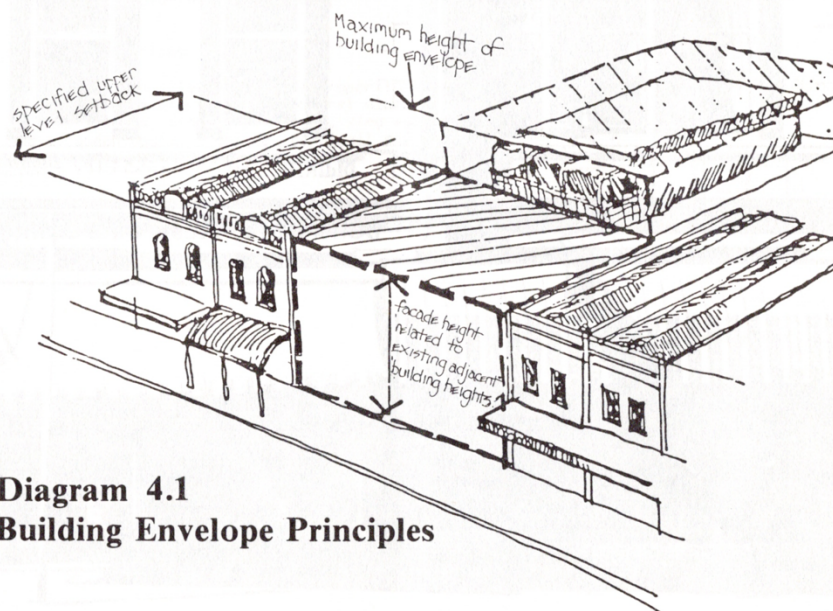 Maximum height of
building envelope
specified upper
level setback
facade height
related to
existing adjacent
building heights
Diagram 4.1
Building Envelope Principles